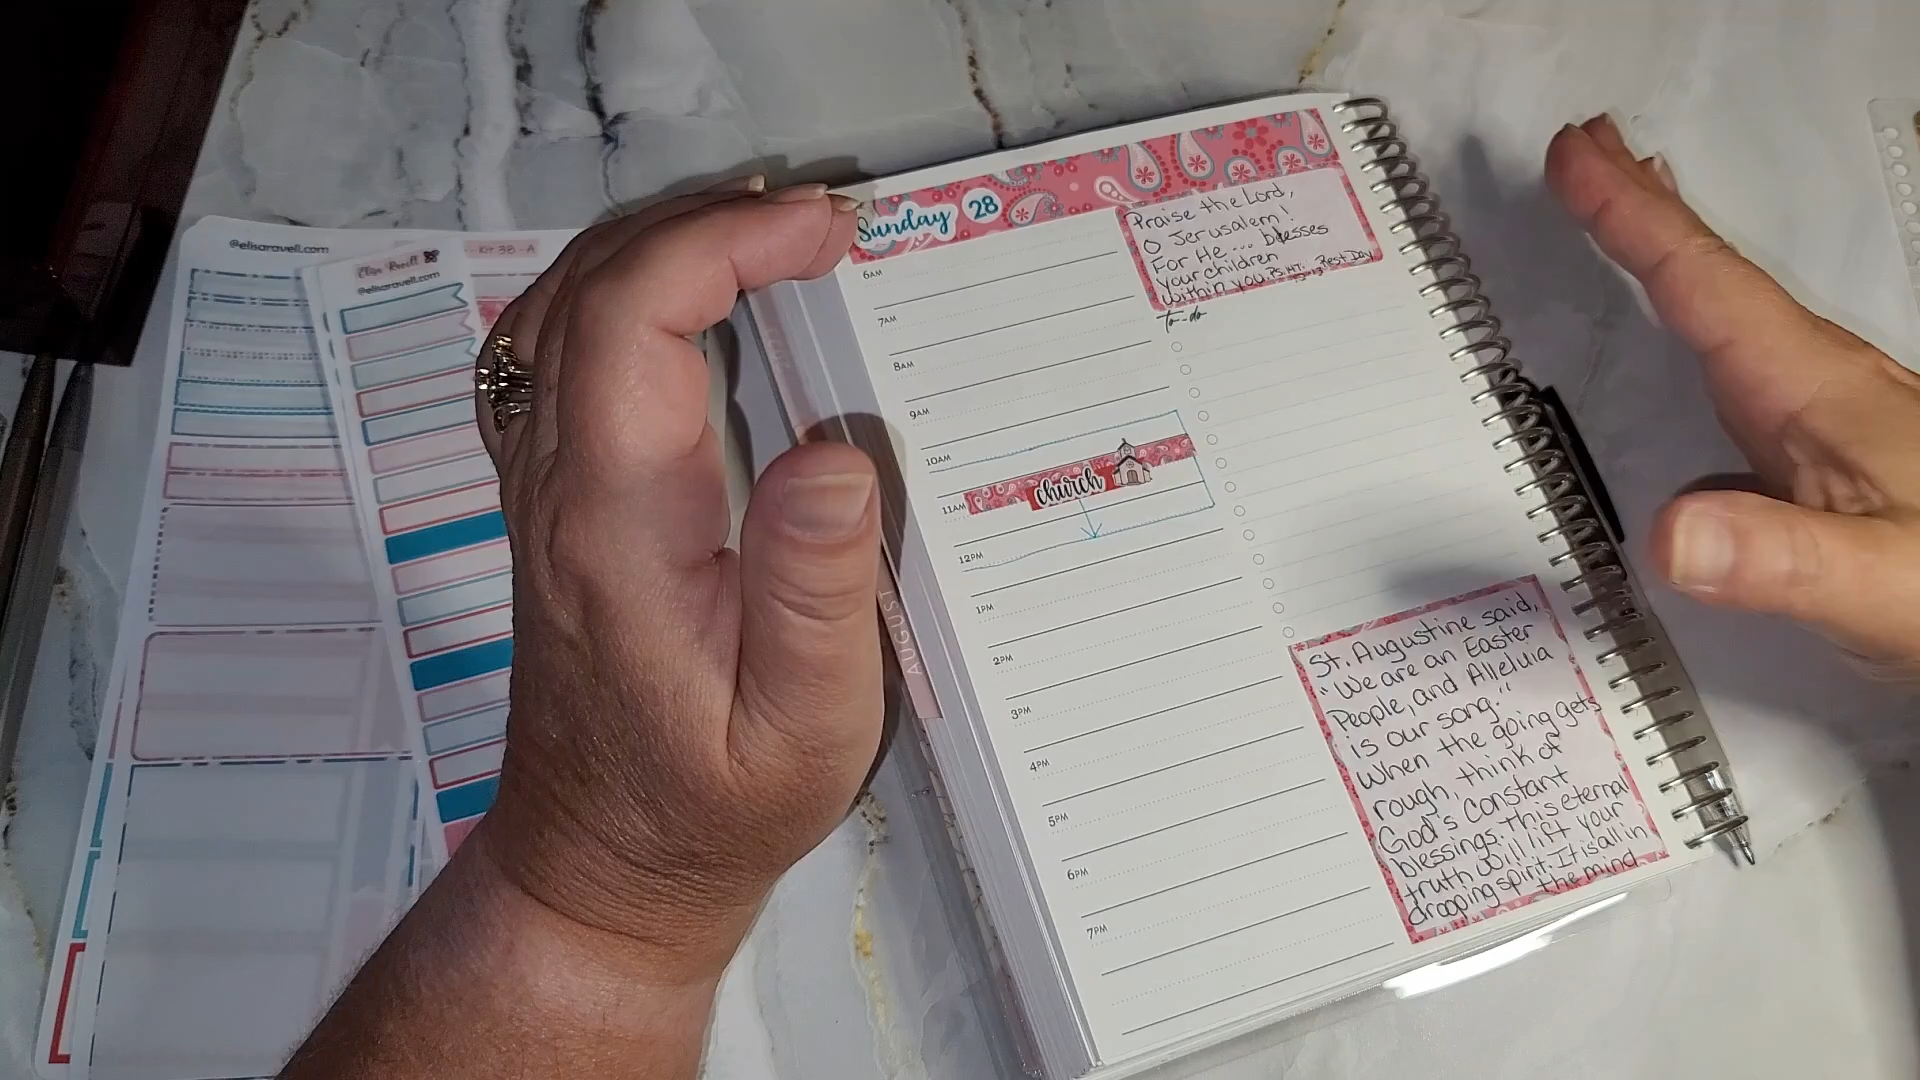 @elisaravell.com
Elisa Ravell
@elisaravell.com
- Kit 38 - A
Sunday 28
Praise the Lord,
O Jerusalem!
For He ... blesses
your children
within you. Ps. 147: Rest Day
to-do
6AM
7AM
8AM
9AM
10AM
church
11AM
12PM
1PM
2PM
3PM
4PM
5PM
6PM
7PM
AUGUST
St. Augustine said,
"We are an Easter
People, and Alleluia
is our song."
When the going gets
rough, think of
God's constant
blessings. This eternal
truth will lift your
drooping spirit. It is all in
the mind